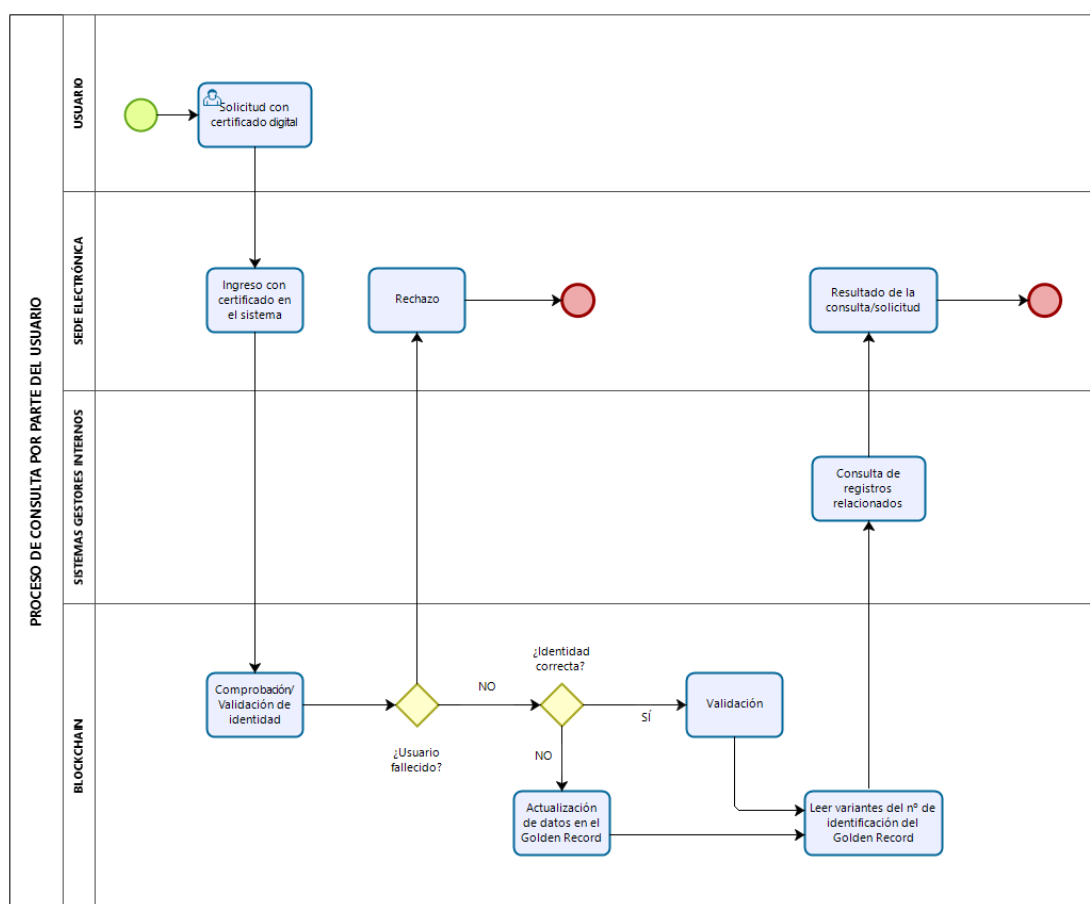 PROCESO DE CONSULTA POR PARTE DEL USUARIO
USUARIO
Solicitud con
certificado digital
SEDE ELECTRÓNICA
Ingreso con
certificado en
el sistema
Rechazo
Resultado de la
consulta/solicitud
SISTEMAS GESTORES INTERNOS
Consulta de
registros
relacionados
BLOCKCHAIN
Comprobación/
Validación de
identidad
¿Usuario
fallecido?
NO
¿Identidad
correcta?
SÍ
Validación
NO
Actualización
de datos en el
Golden Record
Leer variantes del nº de
identificación del
Golden Record